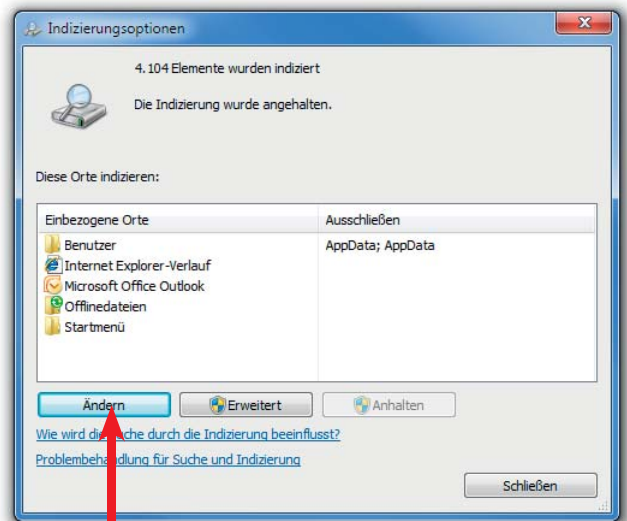 Indizierungsoptionen
4.104 Elemente wurden indiziert
Die Indizierung wurde angehalten.
Diese Orte indizieren:
Einbezogene Orte Ausschließen
Benutzer AppData; AppData
Internet Explorer-Verlauf
Microsoft Office Outlook
Offlinedateien
Startmenü
Ändern Erweitert Anhalten
Wie wird die Suche durch die Indizierung beeinflusst?
Problembehandlung für Suche und Indizierung
Schließen